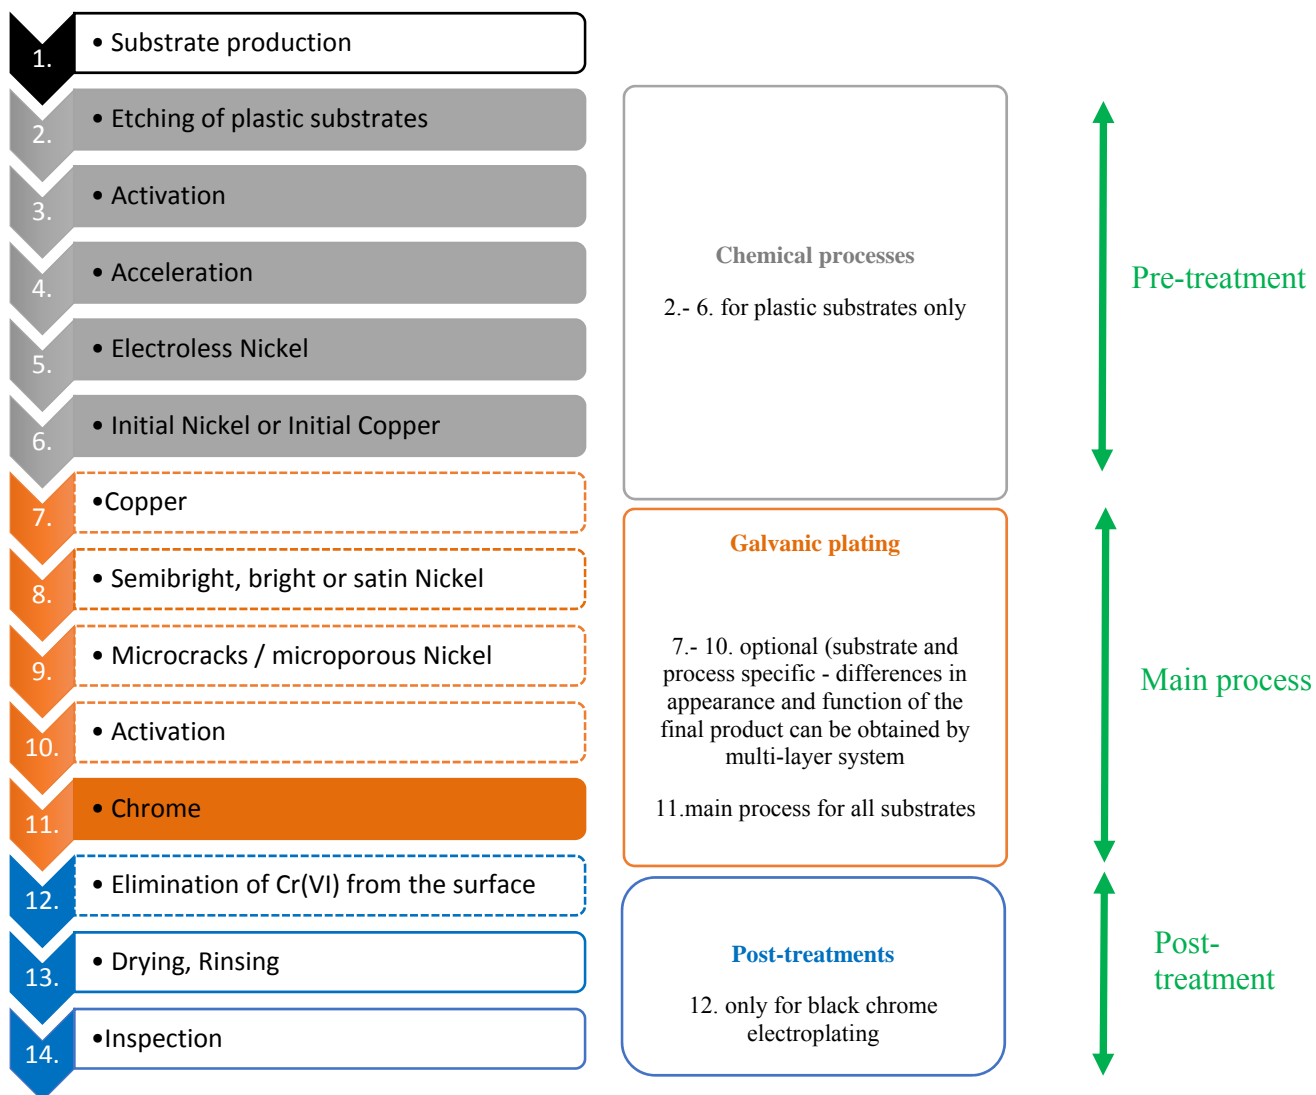 1.
• Substrate production
2.
• Etching of plastic substrates
3.
• Activation
4.
• Acceleration
5.
• Electroless Nickel
6.
• Initial Nickel or Initial Copper
7.
•Copper
8.
• Semibright, bright or satin Nickel
9.
• Microcracks / microporous Nickel
10.
• Activation
11.
• Chrome
12.
• Elimination of Cr(VI) from the surface
13.
• Drying, Rinsing
14.
•Inspection
Chemical processes
2.- 6. for plastic substrates only
Galvanic plating
7.- 10. optional (substrate and
process specific - differences in
appearance and function of the
final product can be obtained by
multi-layer system
11.main process for all substrates
Post-treatments
12. only for black chrome
electroplating
Pre-treatment
Main process
Post-
treatment